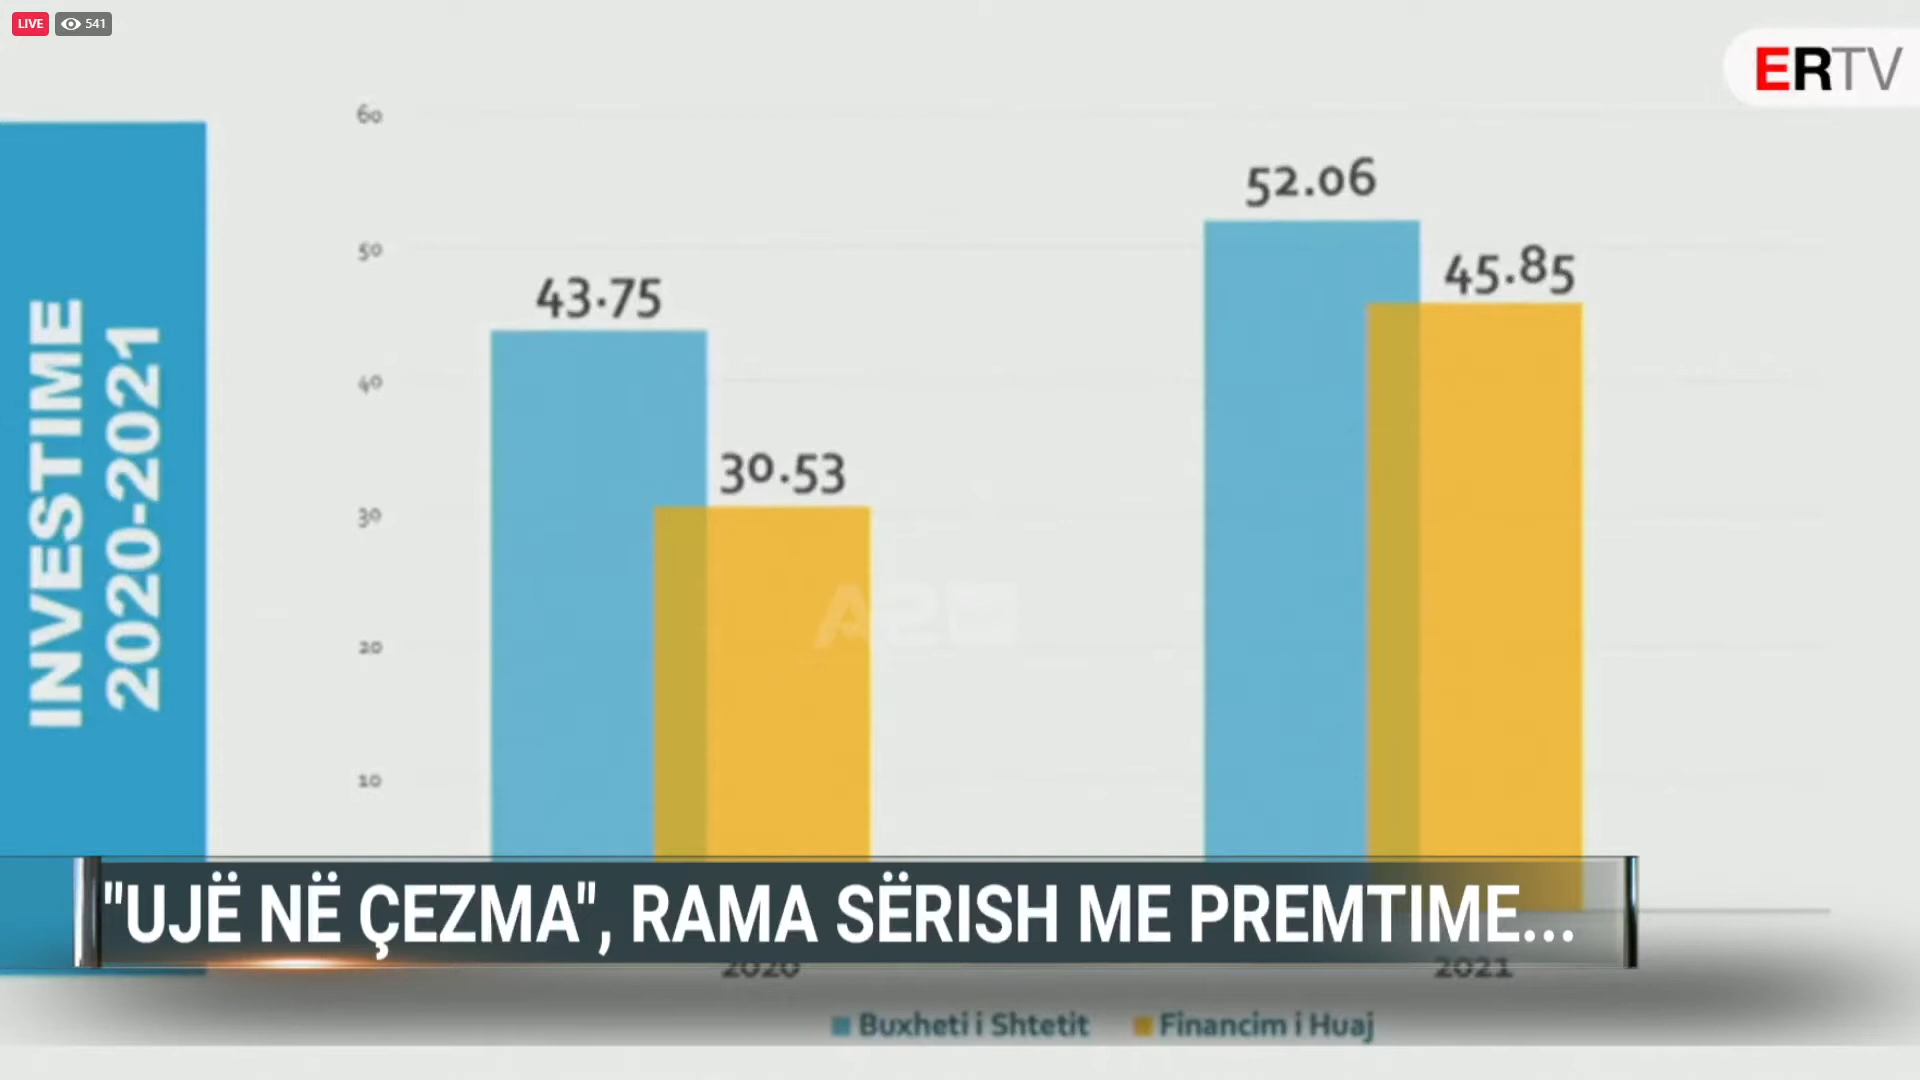 LIVE 541
ERTV
INVESTIME
2020-2021
60
50
40
30
20
10
43.75
30.53
52.06
45.85
A2
"UJË NË ÇEZMA", RAMA SËRISH ME PREMTIME...
2020
2021
Buxheti i Shtetit
Financim i Huaj